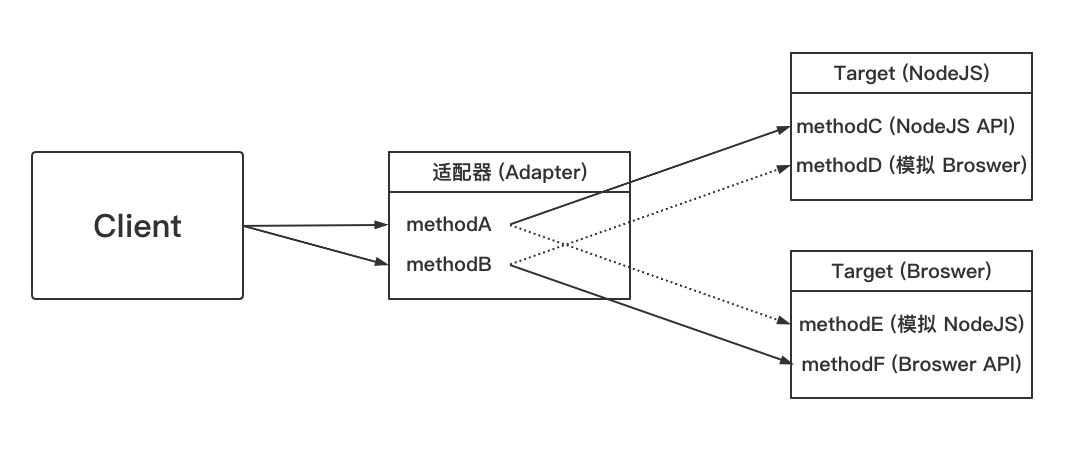 Client
适配器 (Adapter)
methodA
methodB
Target (NodeJS)
methodC (NodeJS API)
methodD (模拟 Broswer)
Target (Broswer)
methodE (模拟 NodeJS)
methodF (Broswer API)